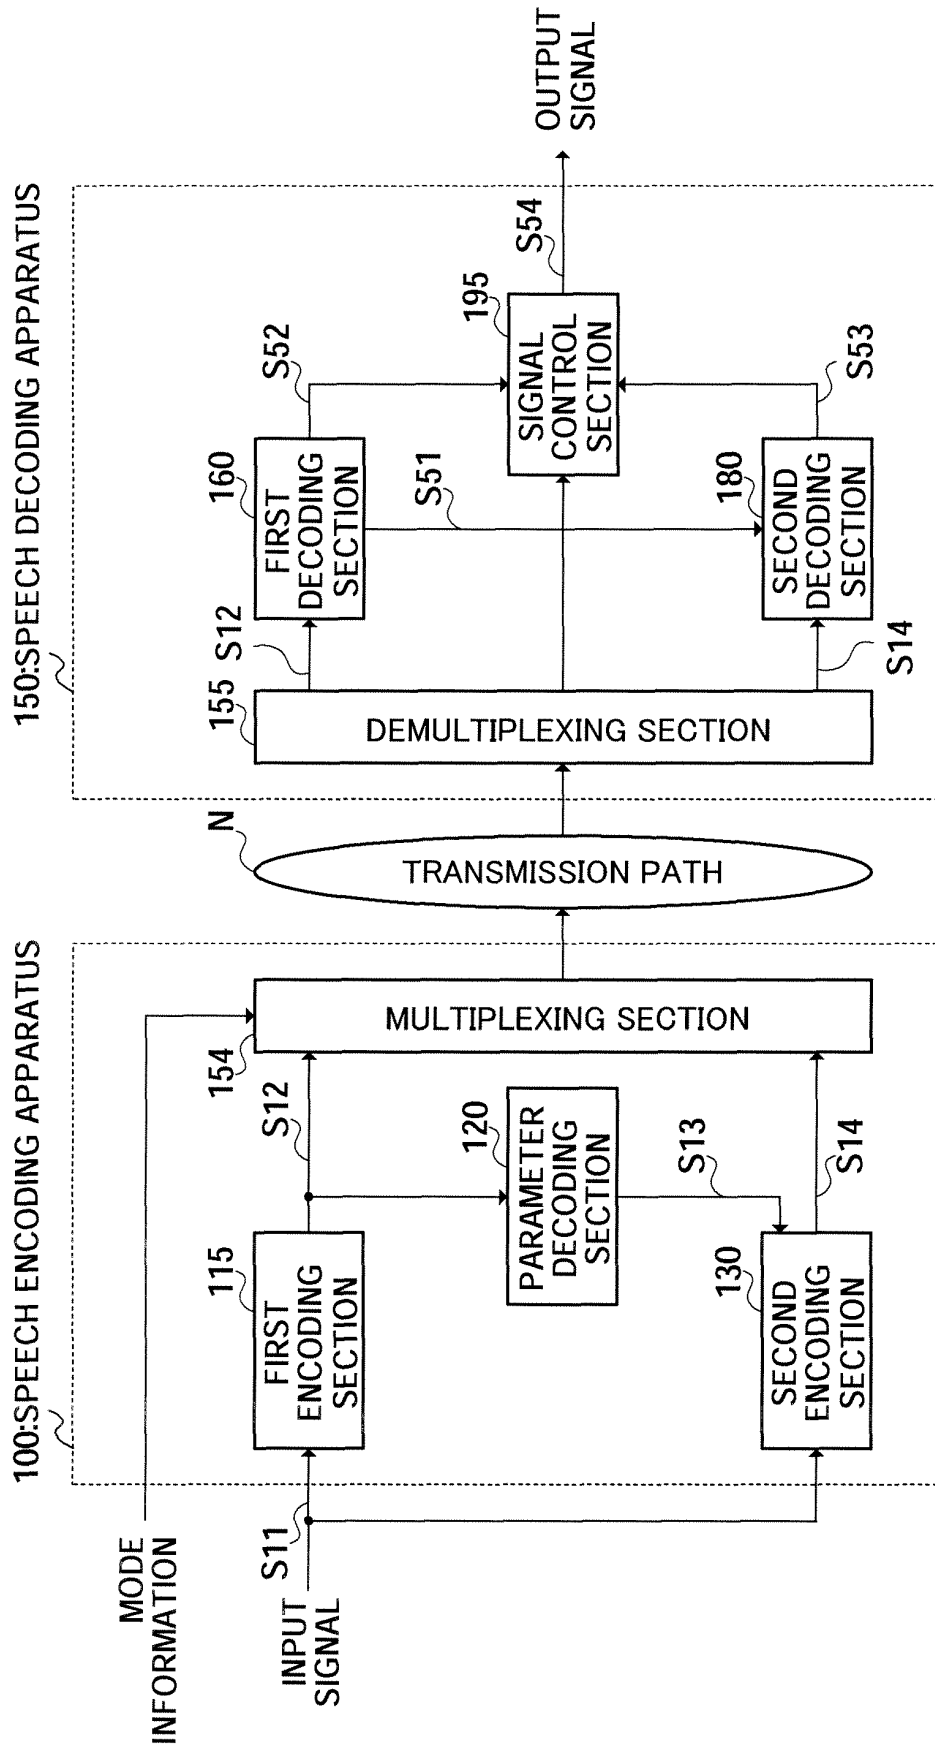 100:SPEECH ENCODING APPARATUS
MODE
INFORMATION
INPUT
SIGNAL
S11
115
FIRST
ENCODING
SECTION
S12
120
PARAMETER
DECODING
SECTION
S13
130
SECOND
ENCODING
SECTION
S14
154
MULTIPLEXING SECTION
N
TRANSMISSION PATH
150:SPEECH DECODING APPARATUS
155
DEMULTIPLEXING SECTION
S12
160
FIRST
DECODING
SECTION
S52
S51
195
SIGNAL
CONTROL
SECTION
S54
OUTPUT
SIGNAL
S14
180
SECOND
DECODING
SECTION
S53